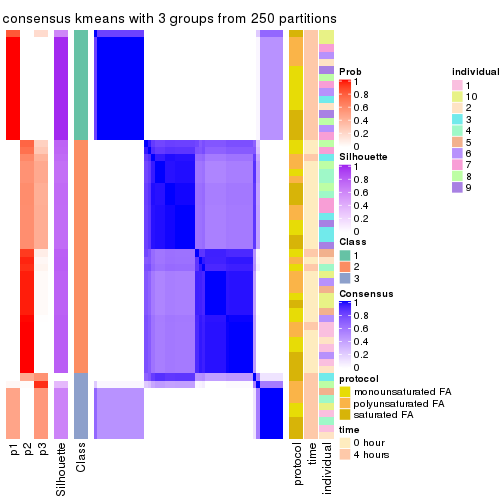 consensus kmeans with 3 groups from 250 partitions
Prob
1
0.8
0.6
0.4
0.2
0
Silhouette
1
0.8
0.6
0.4
0.2
0
Class
1
2
3
Consensus
1
0.8
0.6
0.4
0.2
0
protocol
monounsaturated FA
polyunsaturated FA
saturated FA
time
0 hour
4 hours
individual
1
10
2
3
4
5
6
7
8
9
p1
p2
p3
Silhouette
Class
protocol
time
individual